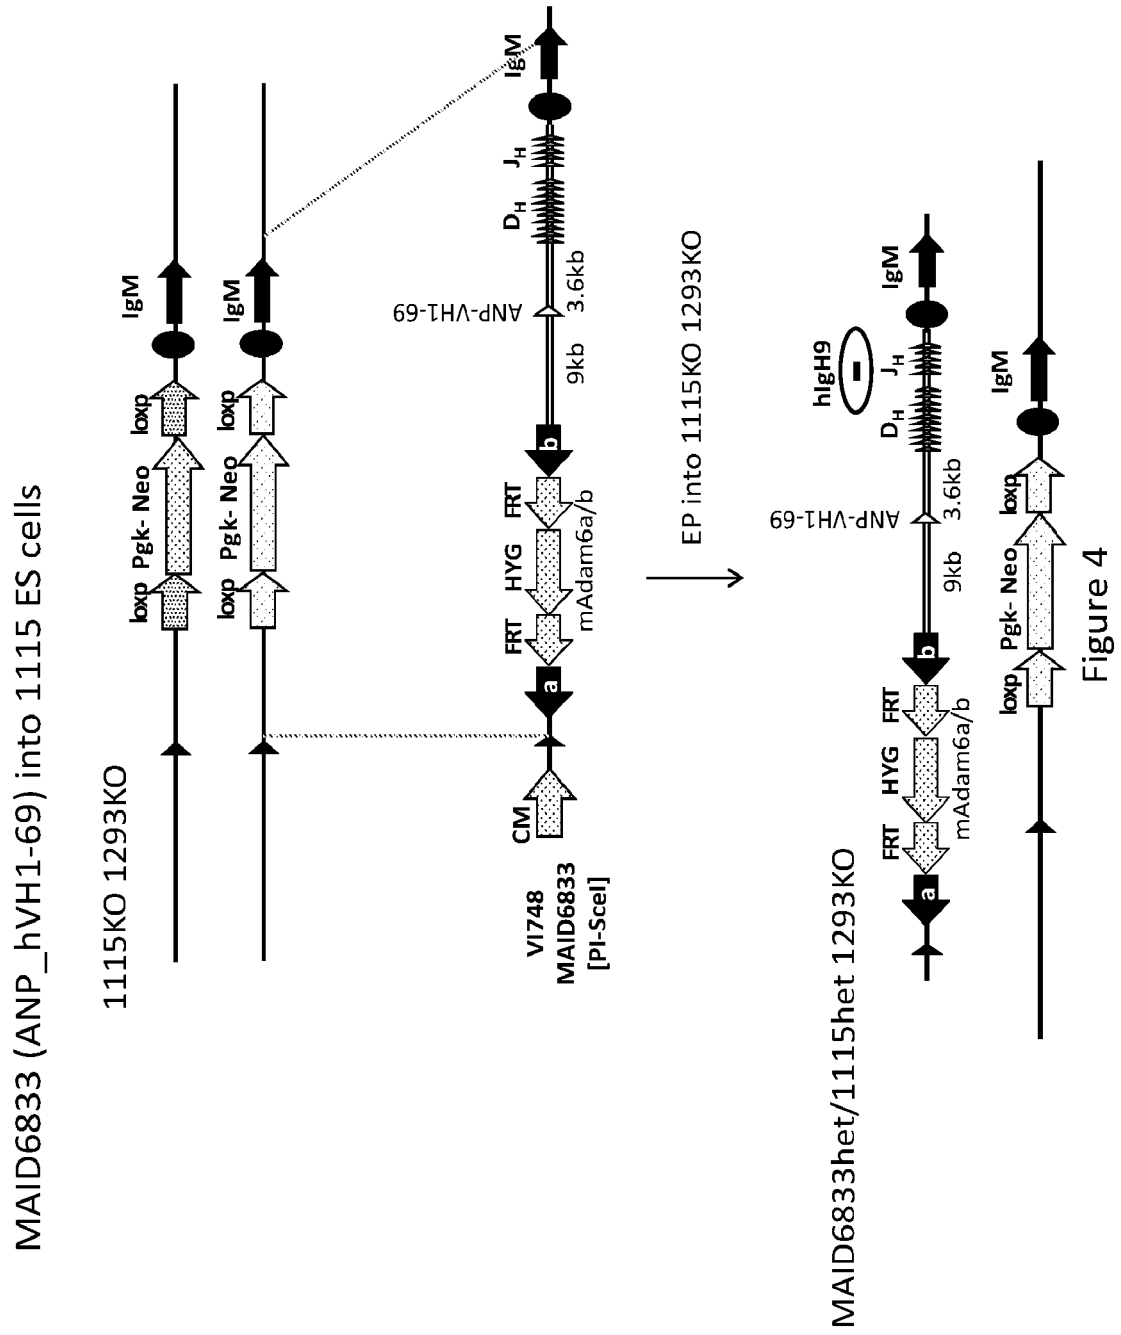 MAID6833 (ANP_hVH1-69) into 1115 ES cells
1115KO 1293KO
loxp Pgk- Neo loxp IgM
loxp Pgk- Neo loxp IgM
VI748
MAID6833
[PI-SceI]
CM a FRT HYG FRT b ANP-VH1-69 DH JH IgM
mAdam6a/b 9kb 3.6kb
EP into 1115KO 1293KO
MAID6833het/1115het 1293KO
hIgH9
a FRT HYG FRT b ANP-VH1-69 DH JH IgM
mAdam6a/b 9kb 3.6kb
loxp Pgk- Neo loxp IgM
Figure 4